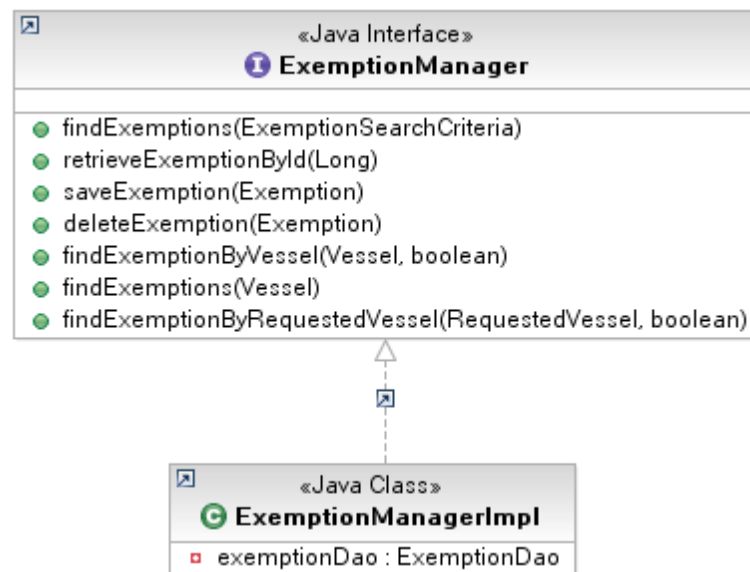 «Java Interface»
I ExemptionManager
findExemptions(ExemptionSearchCriteria)
retrieveExemptionById(Long)
saveExemption(Exemption)
deleteExemption(Exemption)
findExemptionByVessel(Vessel, boolean)
findExemptions(Vessel)
findExemptionByRequestedVessel(RequestedVessel, boolean)
«Java Class»
C ExemptionManagerImpl
exemptionDao : ExemptionDao